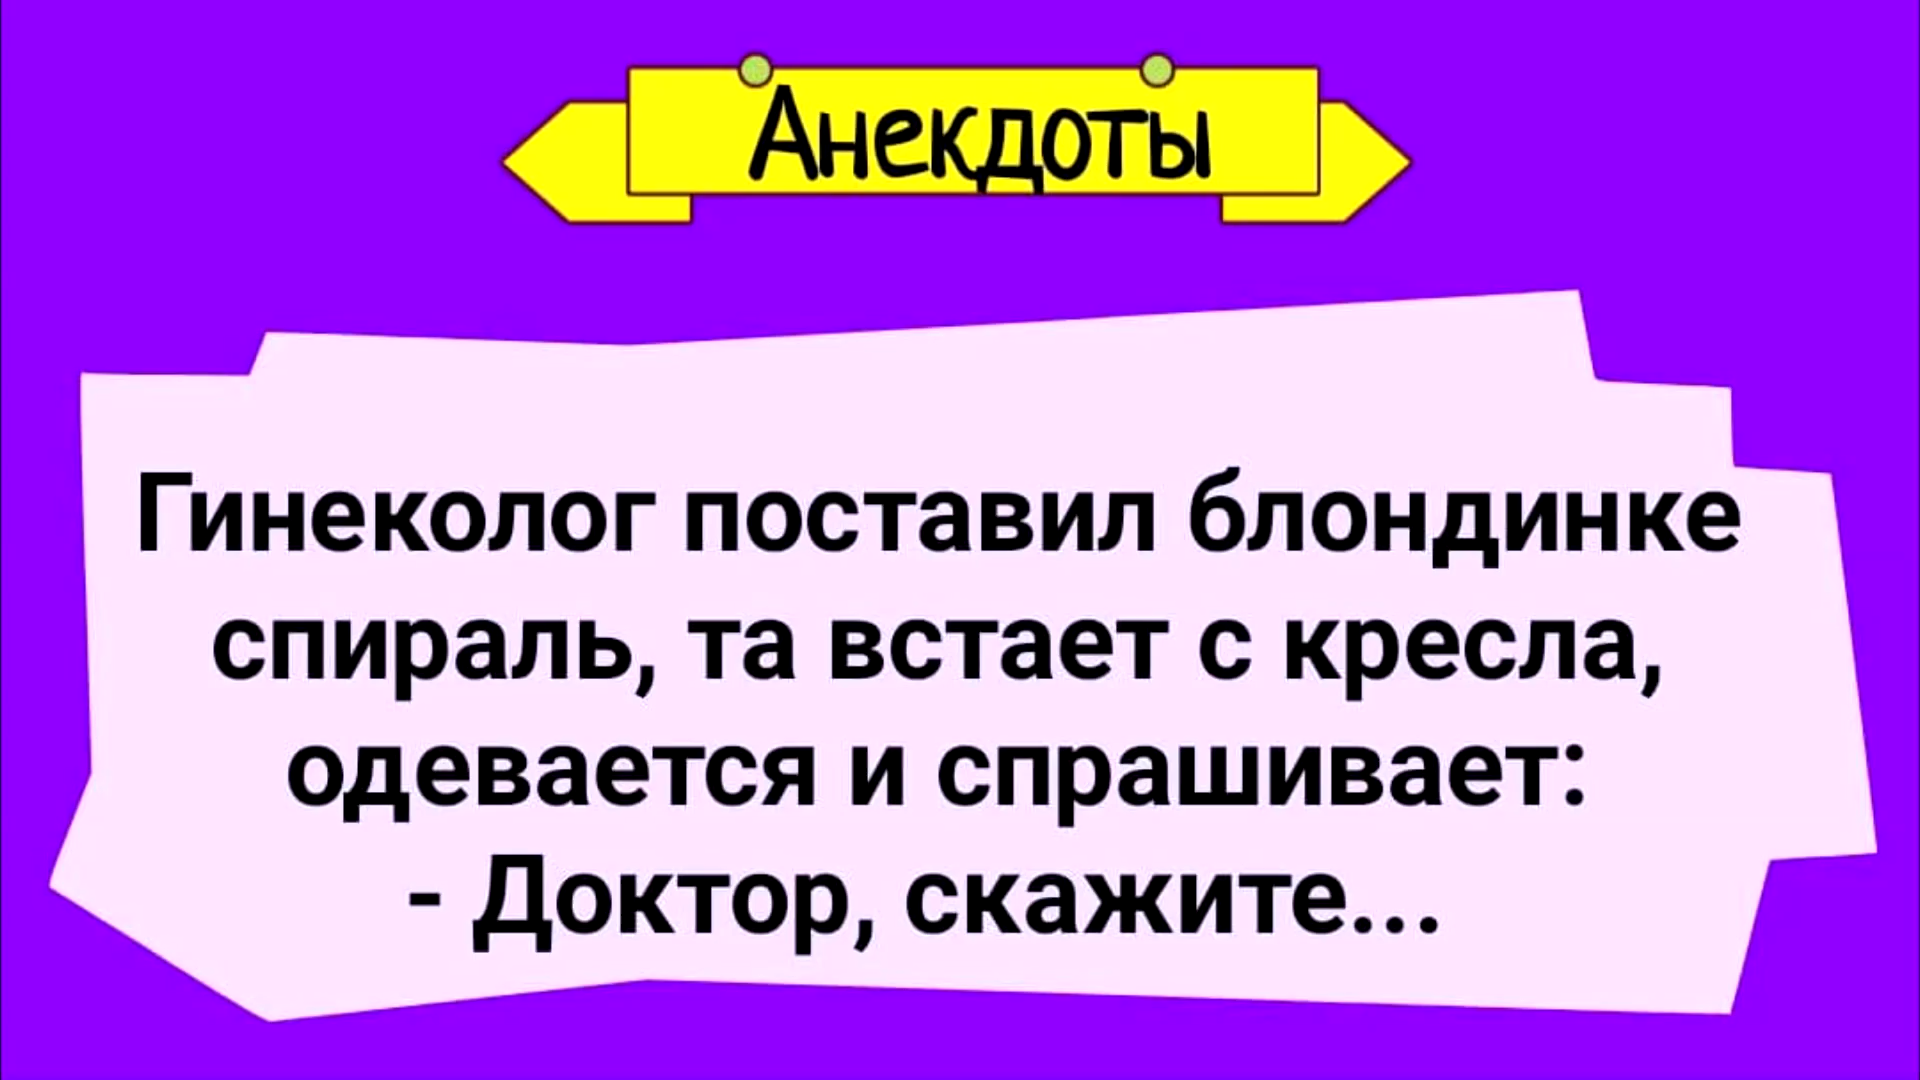 Анекдоты
Гинеколог поставил блондинке
спираль, та встает с кресла,
одевается и спрашивает:
- Доктор, скажите...